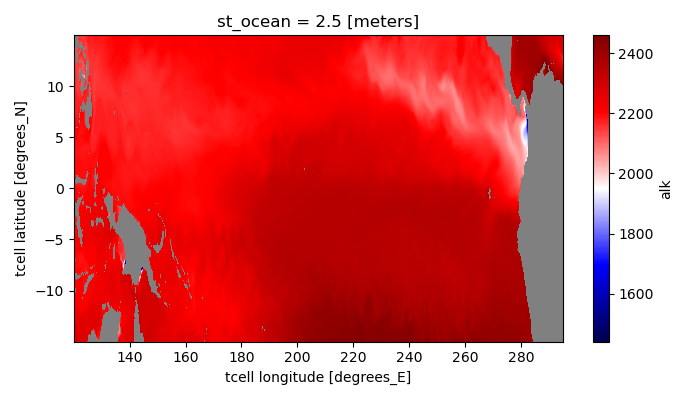 st_ocean = 2.5 [meters]
10
5
0
−5
−10
tcell latitude [degrees_N]
140 160 180 200 220 240 260 280
tcell longitude [degrees_E]
2400
2200
2000
1800
1600
alk